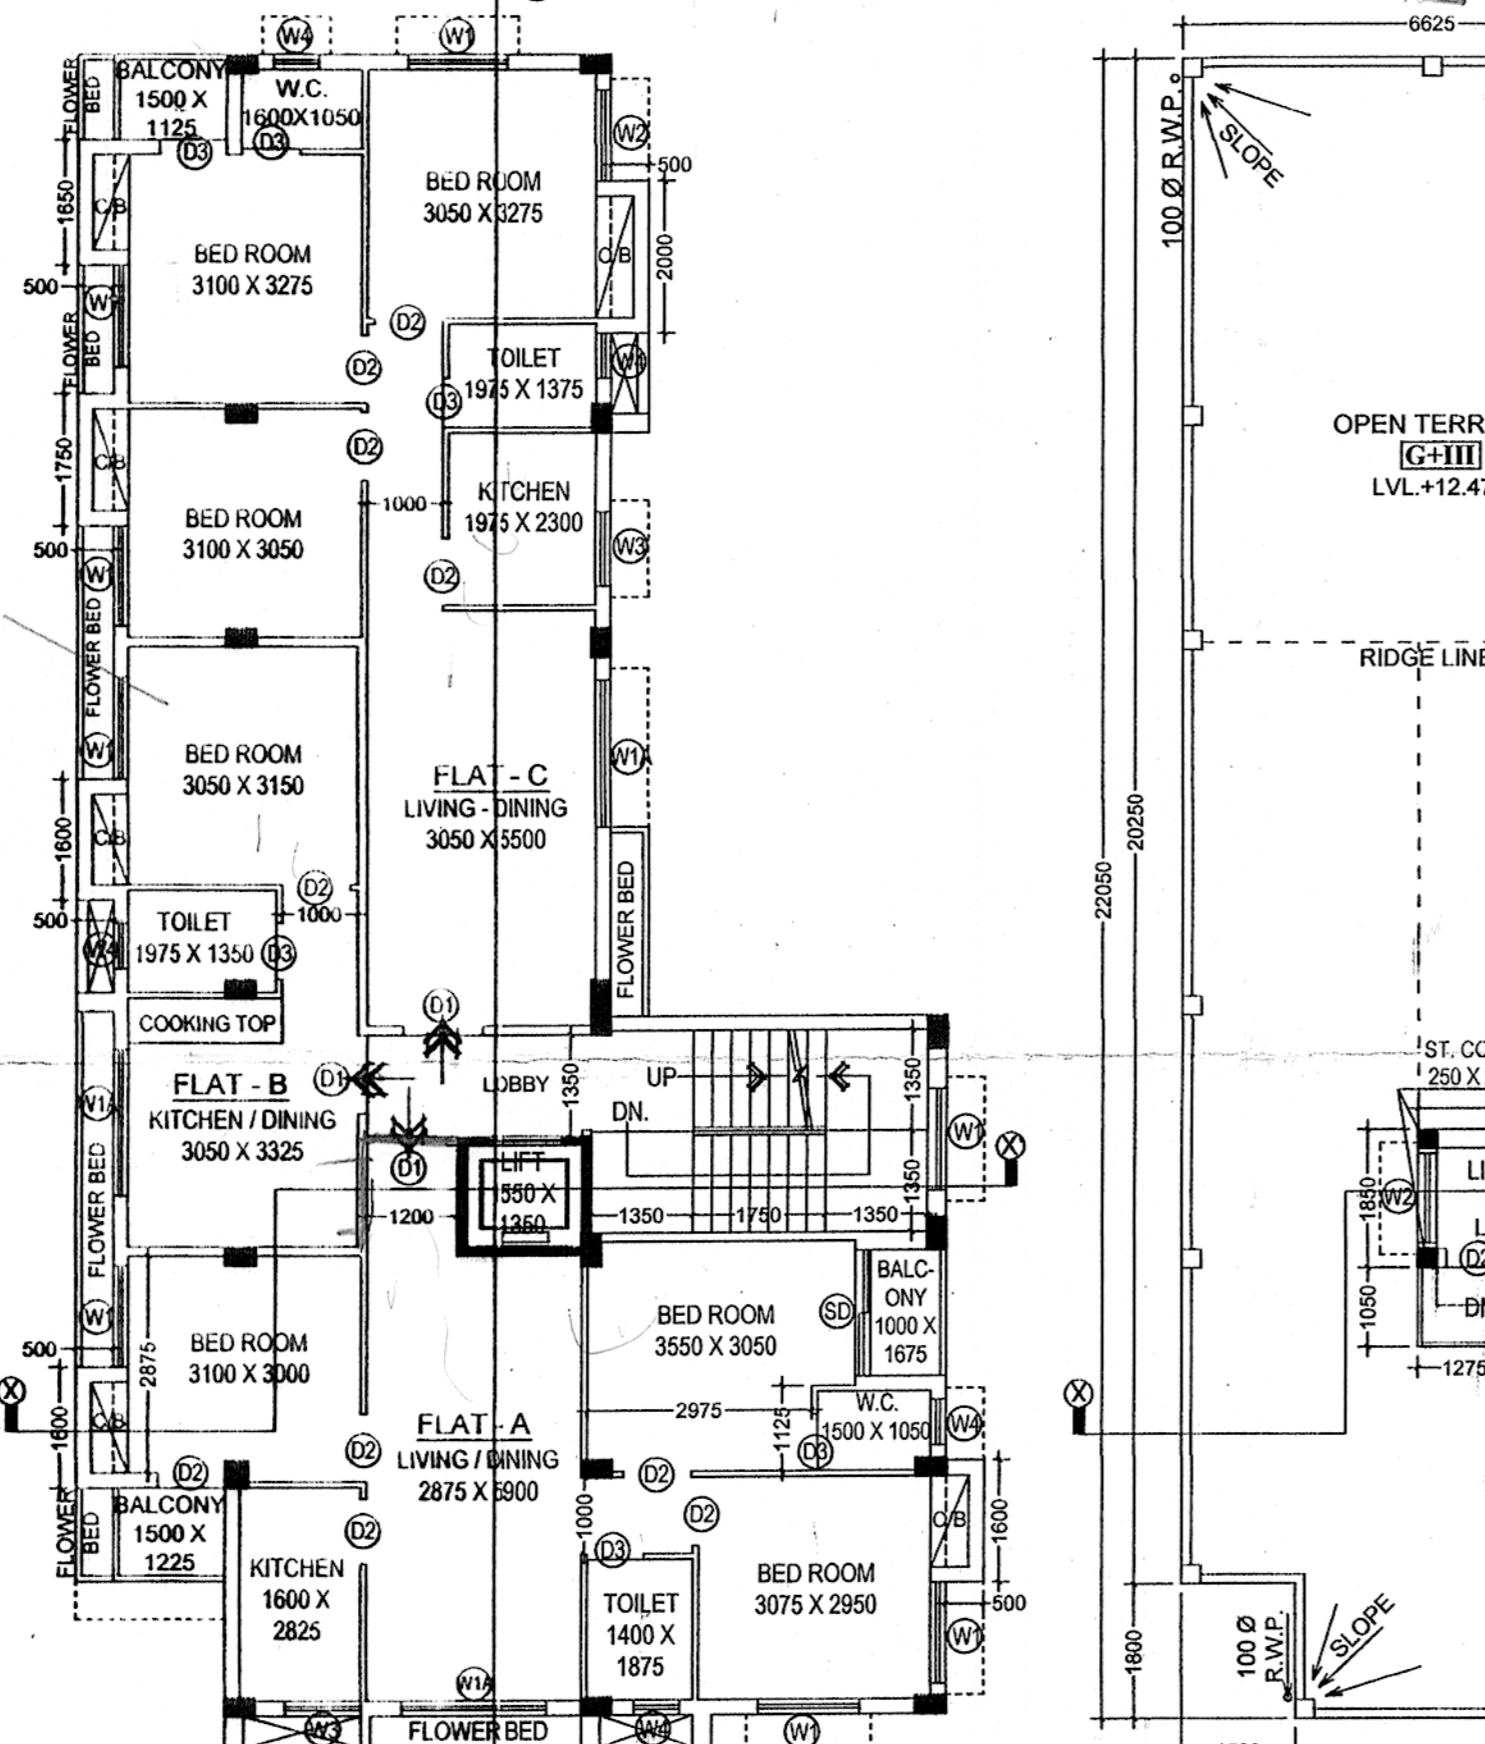 W4
W1
6625
FLOWER
BED
BALCONY
1500 X
1125
W.C.
1600X1050
D3
D3
W2
500
100 Ø R.W.P.
SLOPE
1650
C/B
BED ROOM
3050 X 3275
BED ROOM
3100 X 3275
C/B
2000
500
W1
FLOWER
BED
D2
D2
TOILET
1975 X 1375
D3
OPEN TERR
G+III
LVL.+12.47
1750
C/B
D2
1000
KITCHEN
1975 X 2300
BED ROOM
3100 X 3050
W3
500
W1
D2
FLOWER BED
RIDGE LINE
W1
BED ROOM
3050 X 3150
FLAT - C
LIVING - DINING
3050 X 5500
W1A
20250
22050
1600
C/B
D2
FLOWER BED
500
TOILET
1975 X 1350
1000
D3
W4
COOKING TOP
D1
FLAT - B
KITCHEN / DINING
3050 X 3325
D1
LOBBY
1350
UP
DN.
1350
ST. CO
250 X
W1A
FLOWER BED
D1
LIFT
1350
W1
X
1350
1200
1350
1750
1350
1850
W2
D2
1050
1275
BALC-
ONY
1000 X
1675
SD
BED ROOM
3550 X 3050
W1
500
2875
BED ROOM
3100 X 3000
X
1600
C/B
FLAT - A
LIVING / DINING
2975
1125
W.C.
1500 X 1050
D3
W4
X
D2
D2
D2
BALCONY
1500 X
1225
FLOWER
BED
D2
1000
D2
C/B
1600
KITCHEN
1600 X
2825
D3
TOILET
1400 X
1875
BED ROOM
3075 X 2950
500
W1
1800
100 Ø
R.W.P.
SLOPE
W1A
W3
FLOWER BED
W4
W1